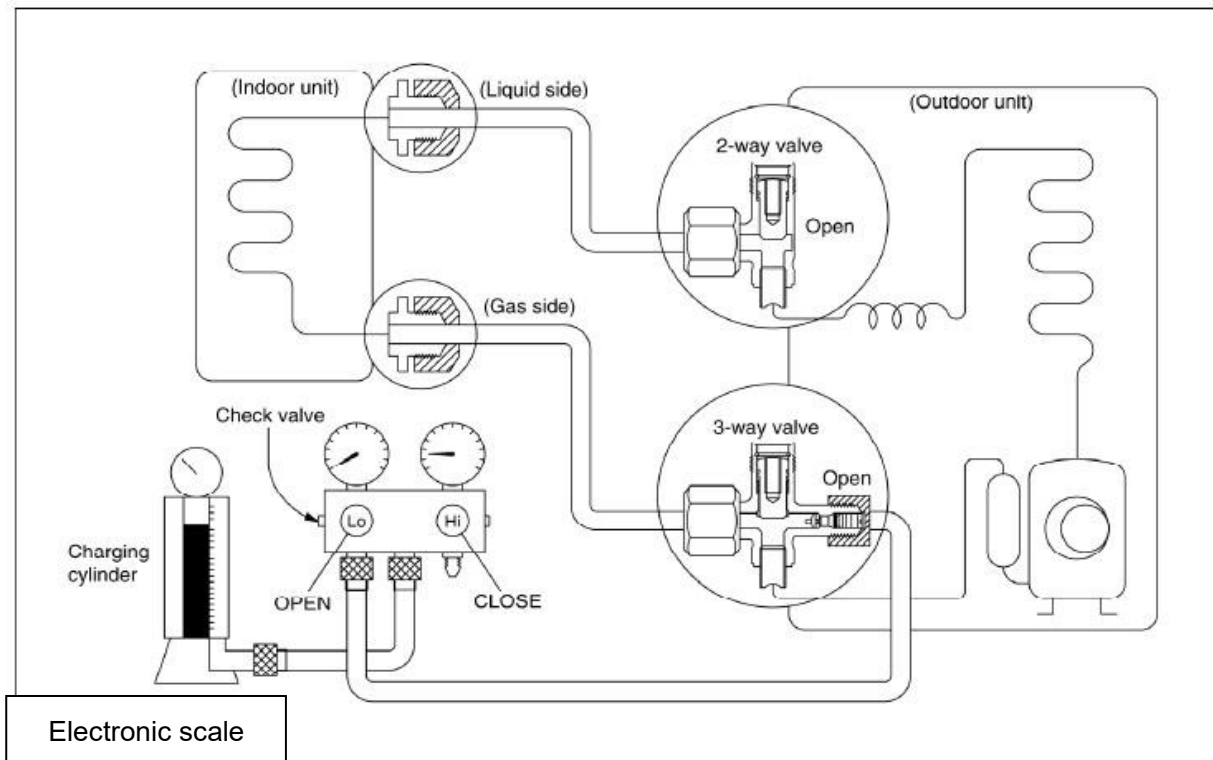 (Indoor unit)
(Liquid side)
(Outdoor unit)
2-way valve
Open
(Gas side)
3-way valve
Open
Check valve
Lo
Hi
Charging
cylinder
OPEN
CLOSE
Electronic scale